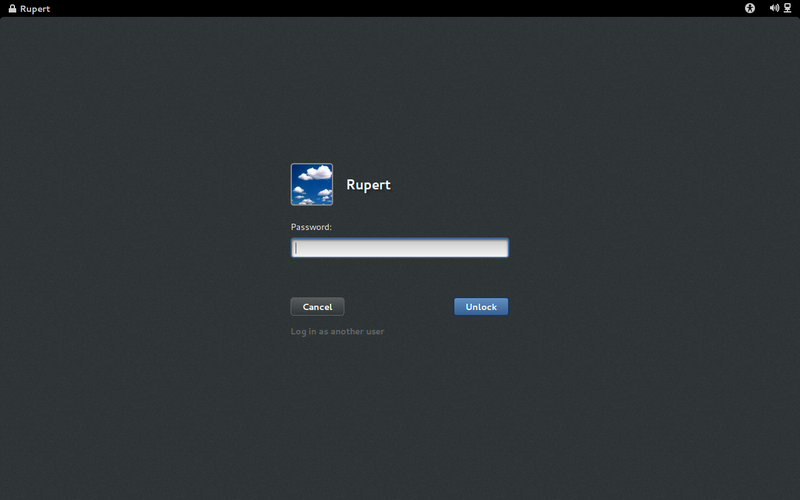 Rupert
Rupert
Password:
Cancel
Unlock
Log in as another user